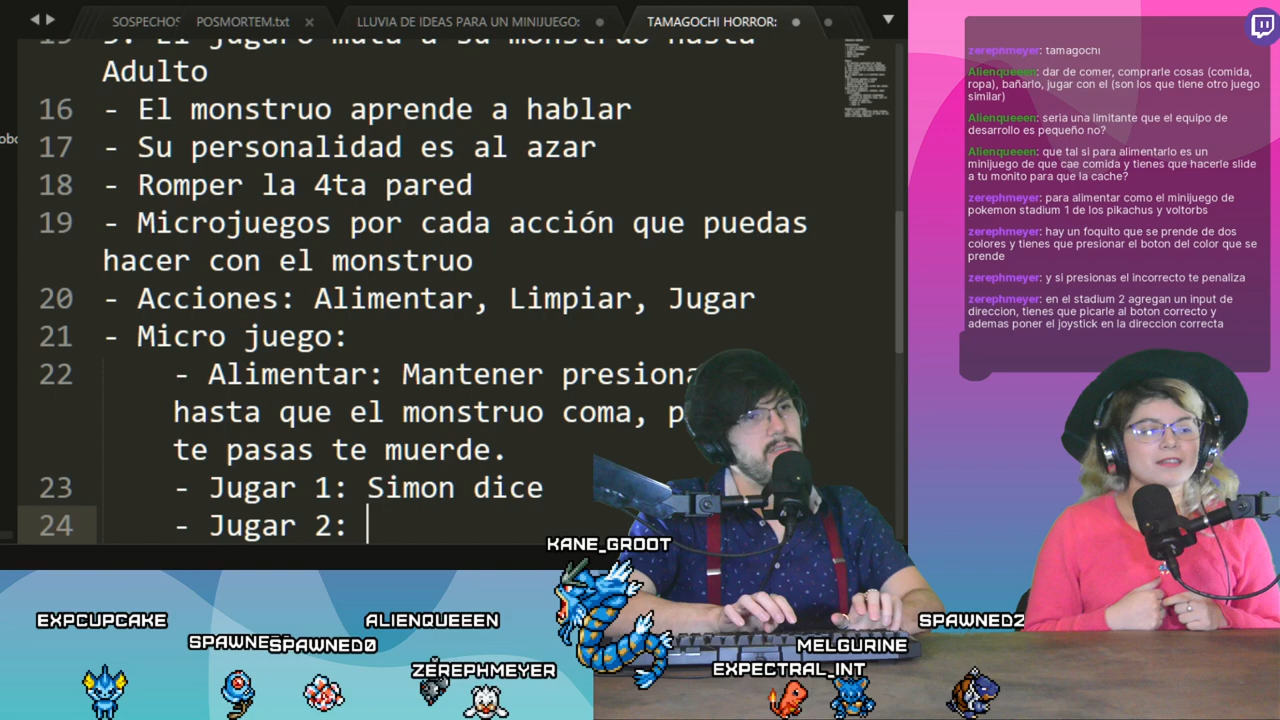 SOSPECHOS
POSMORTEM.txt
LLUVIA DE IDEAS PARA UN MINIJUEGO:
TAMAGOCHI HORROR:
Adulto
16 - El monstruo aprende a hablar
17 - Su personalidad es al azar
18 - Romper la 4ta pared
19 - Microjuegos por cada acción que puedas
hacer con el monstruo
20 - Acciones: Alimentar, Limpiar, Jugar
21 - Micro juego:
22 - Alimentar: Mantener presiona
hasta que el monstruo coma, p
te pasas te muerde.
23 - Jugar 1: Simon dice
24 - Jugar 2:
zerephmeyer: tamagochi
Alienqueeen: dar de comer, comprarle cosas (comida,
ropa), bañarlo, jugar con el (son los que tiene otro juego
similar)
Alienqueeen: seria una limitante que el equipo de
desarrollo es pequeño no?
Alienqueeen: que tal si para alimentarlo es un
minijuego de que cae comida y tienes que hacerle slide
a tu monito para que la cache?
zerephmeyer: para alimentar como el minijuego de
pokemon stadium 1 de los pikachus y voltorbs
zerephmeyer: hay un foquito que se prende de dos
colores y tienes que presionar el boton del color que se
prende
zerephmeyer: y si presionas el incorrecto te penaliza
zerephmeyer: en el stadium 2 agregan un input de
direccion, tienes que picarle al boton correcto y
ademas poner el joystick en la direccion correcta
KANE_GROOT
EXPCUPCAKE
ALIENQUEEEN
SPAWNED0
ZEREPHMEYER
SPAWNED2
MELGURINE
EXPECTRAL_INT